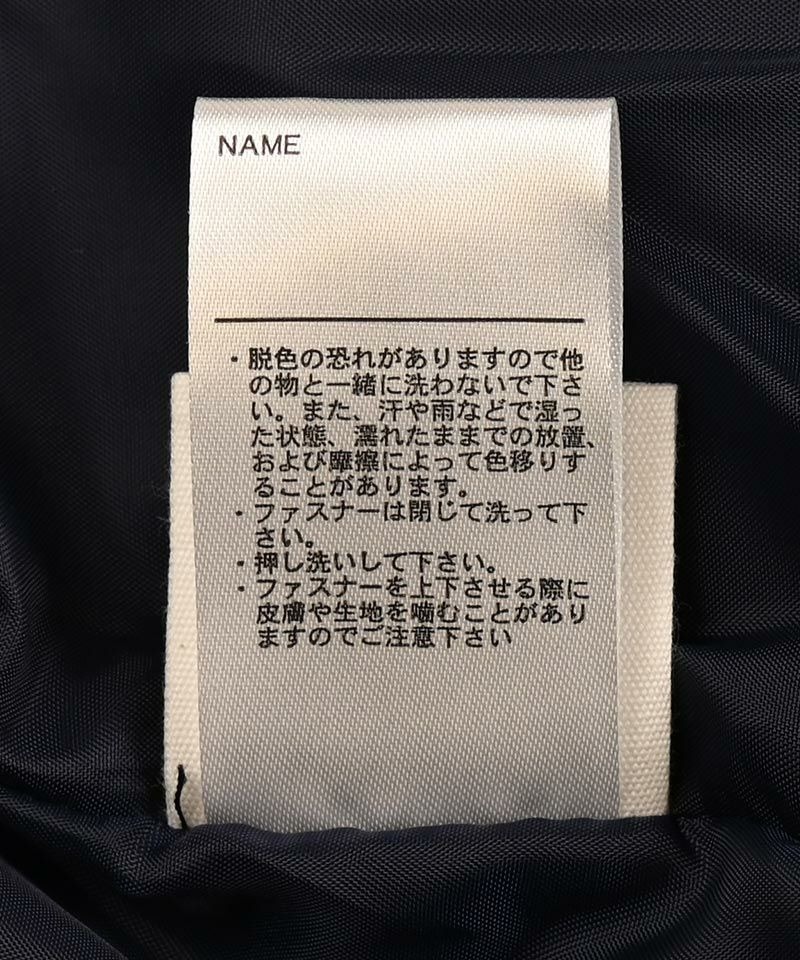 NAME
・脱色の恐れがありますので他
の物と一緒に洗わないで下さ
い。また、汗や雨などで湿っ
た状態、濡れたままでの放置、
および摩擦によって色移りす
ることがあります。
・ファスナーは閉じて洗って下
さい。
・押し洗いして下さい。
・ファスナーを上下させる際に
皮膚や生地を噛むことがあり
ますのでご注意下さい